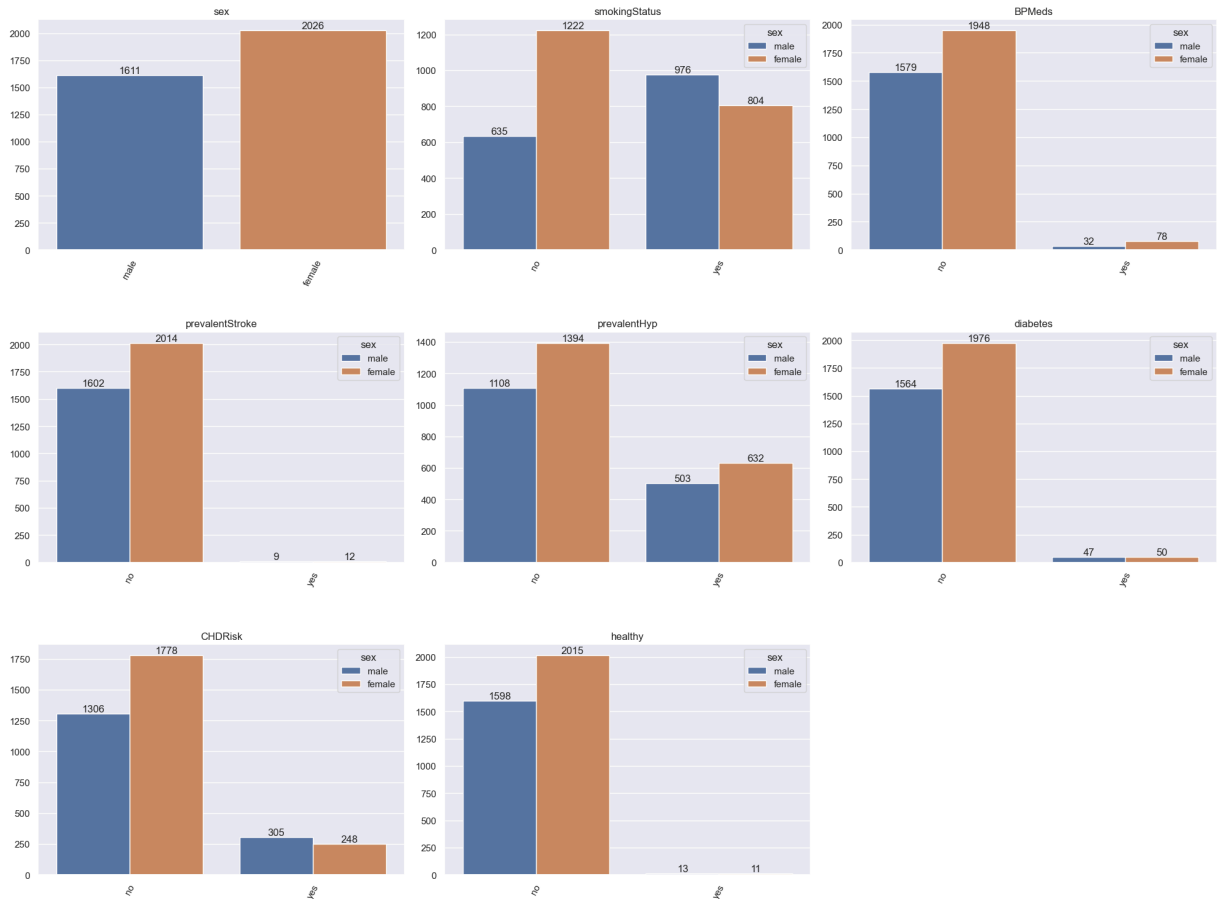 sex
2000
1750
1500
1250
1000
750
500
250
0
1611
2026
male
female
smokingStatus
1200
1000
800
600
400
200
0
635
1222
976
804
sex
male
female
no
yes
BPMeds
2000
1750
1500
1250
1000
750
500
250
0
1579
1948
32
78
sex
male
female
no
yes
prevalentStroke
2000
1750
1500
1250
1000
750
500
250
0
1602
2014
9
12
sex
male
female
no
yes
prevalentHyp
1400
1200
1000
800
600
400
200
0
1108
1394
503
632
sex
male
female
no
yes
diabetes
2000
1750
1500
1250
1000
750
500
250
0
1564
1976
47
50
sex
male
female
no
yes
CHDRisk
1750
1500
1250
1000
750
500
250
0
1306
1778
305
248
sex
male
female
no
yes
healthy
2000
1750
1500
1250
1000
750
500
250
0
1598
2015
13
11
sex
male
female
no
yes